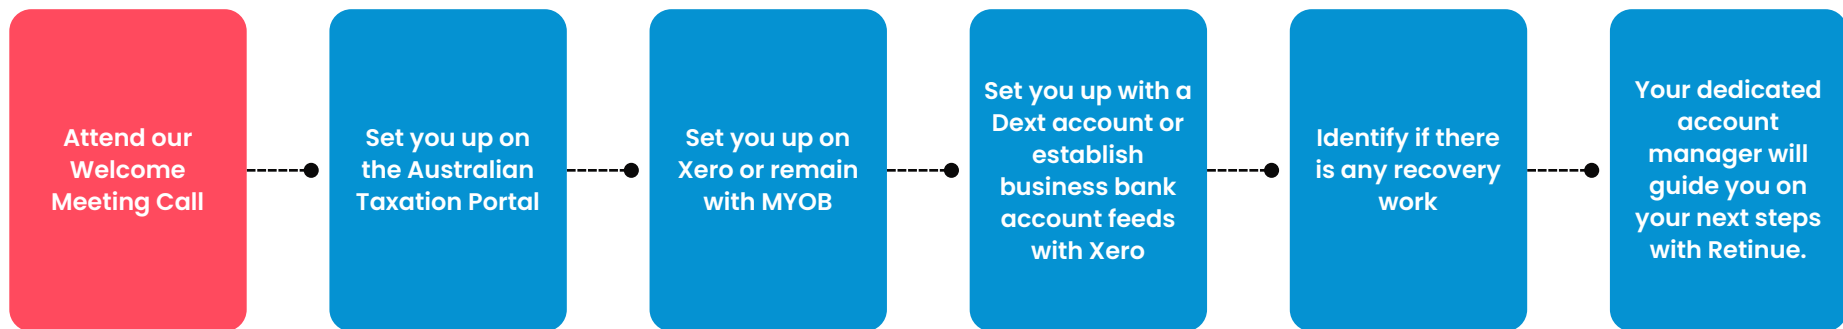 Attend our
Welcome
Meeting Call
Set you up on
the Australian
Taxation Portal
Set you up on
Xero or remain
with MYOB
Set you up with a
Dext account or
establish
business bank
account feeds
with Xero
Identify if there
is any recovery
work
Your dedicated
account
manager will
guide you on
your next steps
with Retinue.